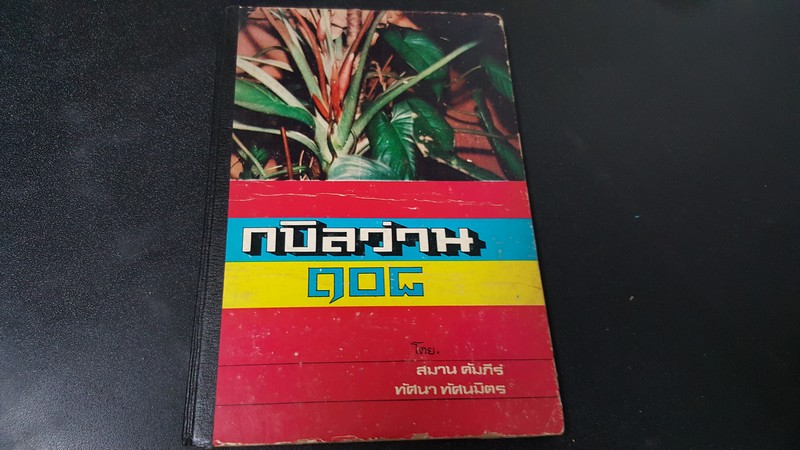 กบิลว่าน
๑๐๘
โดย.
สมาน คัมภีร์
ทัศนา ทัศนมิตร